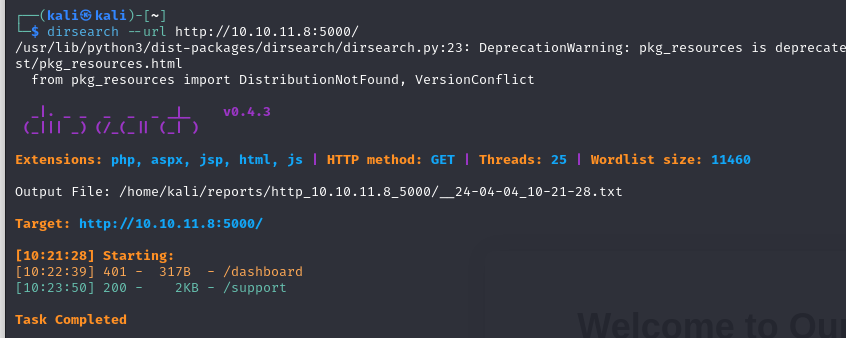 ┌──(kali㉿kali)-[~]
└─$ dirsearch --url http://10.10.11.8:5000/
/usr/lib/python3/dist-packages/dirsearch/dirsearch.py:23: DeprecationWarning: pkg_resources is deprecate
st/pkg_resources.html
from pkg_resources import DistributionNotFound, VersionConflict
v0.4.3
Extensions: php, aspx, jsp, html, js | HTTP method: GET | Threads: 25 | Wordlist size: 11460
Output File: /home/kali/reports/http_10.10.11.8_5000/__24-04-04_10-21-28.txt
Target: http://10.10.11.8:5000/
[10:21:28] Starting:
[10:22:39] 401 -  317B  - /dashboard
[10:23:50] 200 -    2KB - /support
Welcome to Our
Task Completed